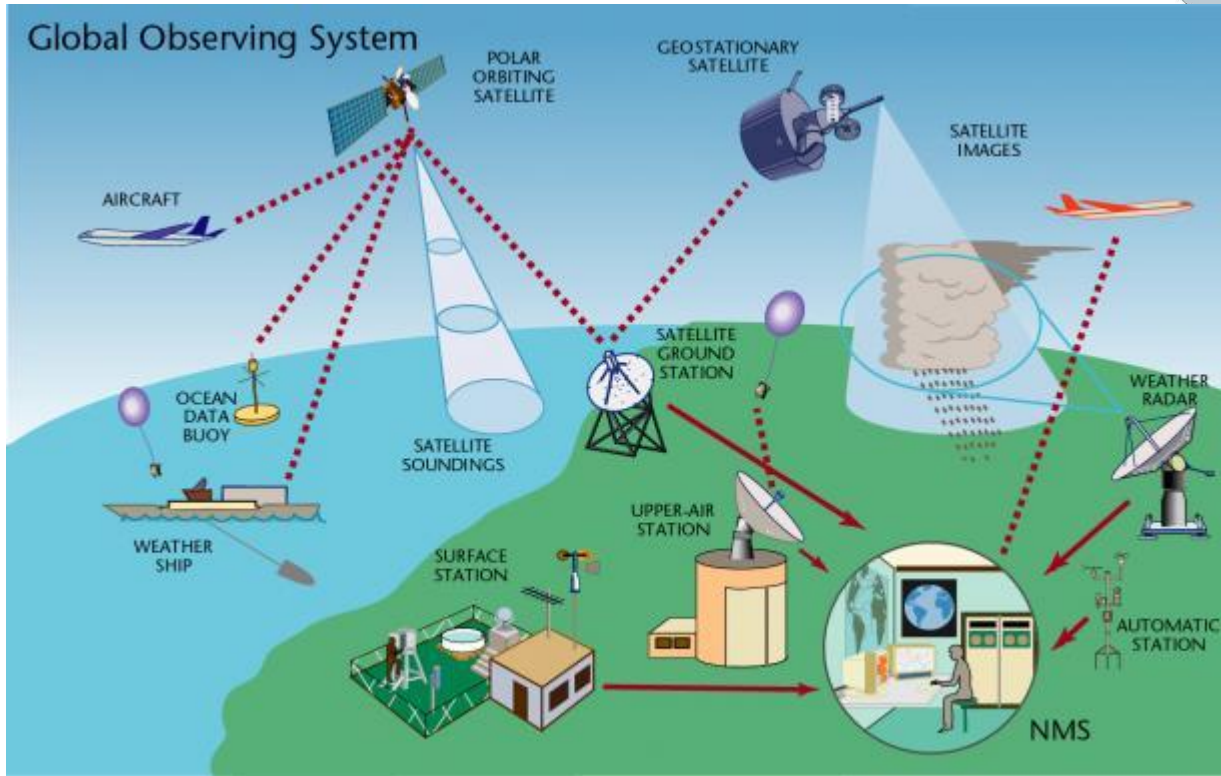 Global Observing System
POLAR
ORBITING
SATELLITE
GEOSTATIONARY
SATELLITE
SATELLITE
IMAGES
AIRCRAFT
SATELLITE
GROUND
STATION
WEATHER
RADAR
OCEAN
DATA
BUOY
SATELLITE
SOUNDINGS
UPPER-AIR
STATION
WEATHER
SHIP
SURFACE
STATION
AUTOMATIC
STATION
NMS